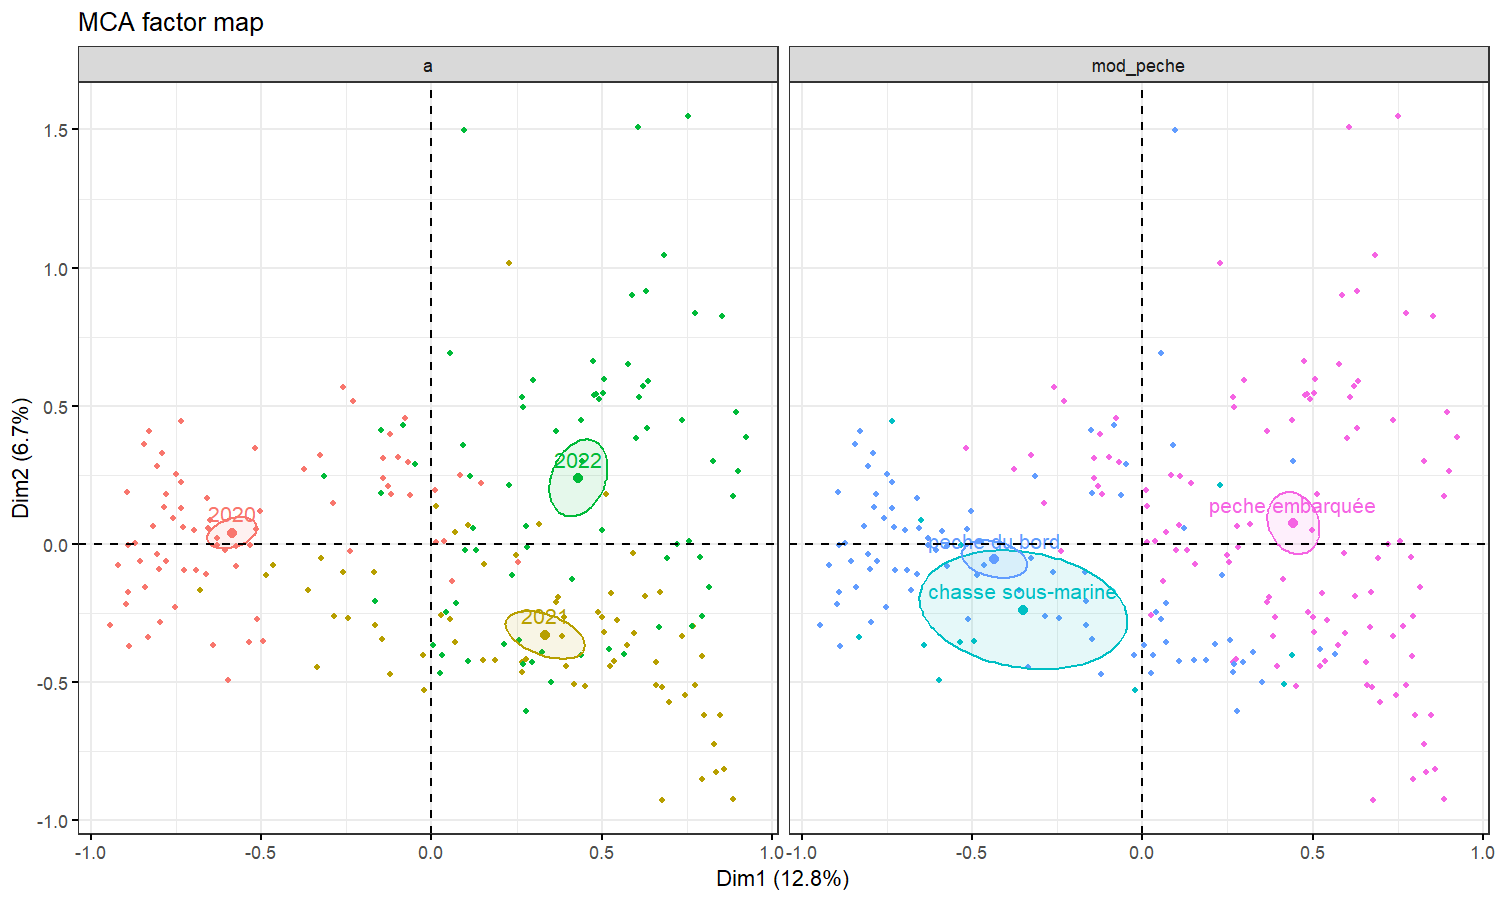 MCA factor map
a
mod_peche
Dim2 (6.7%)
1.5
1.0
0.5
0.0
-0.5
-1.0
2022
2020
2021
peche embarquée
peche du bord
chasse sous-marine
-1.0 -0.5 0.0 0.5 1.0
-1.0 -0.5 0.0 0.5 1.0
Dim1 (12.8%)